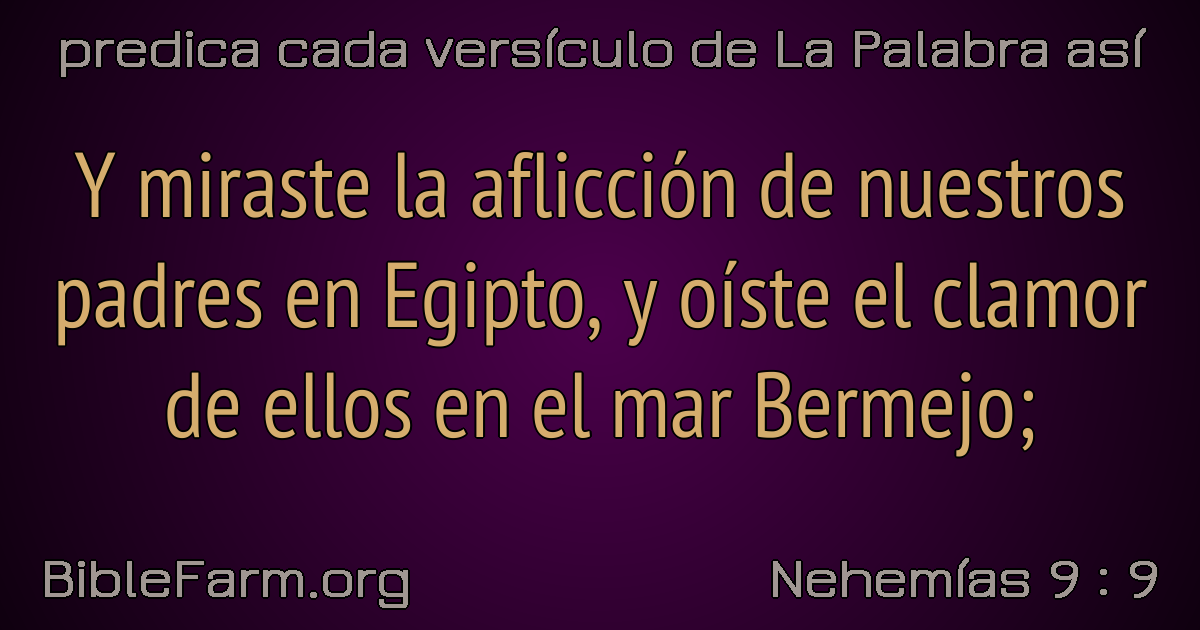 predica cada versículo de La Palabra así
Y miraste la aflicción de nuestros
padres en Egipto, y oíste el clamor
de ellos en el mar Bermejo;
BibleFarm.org
Nehemías 9 : 9